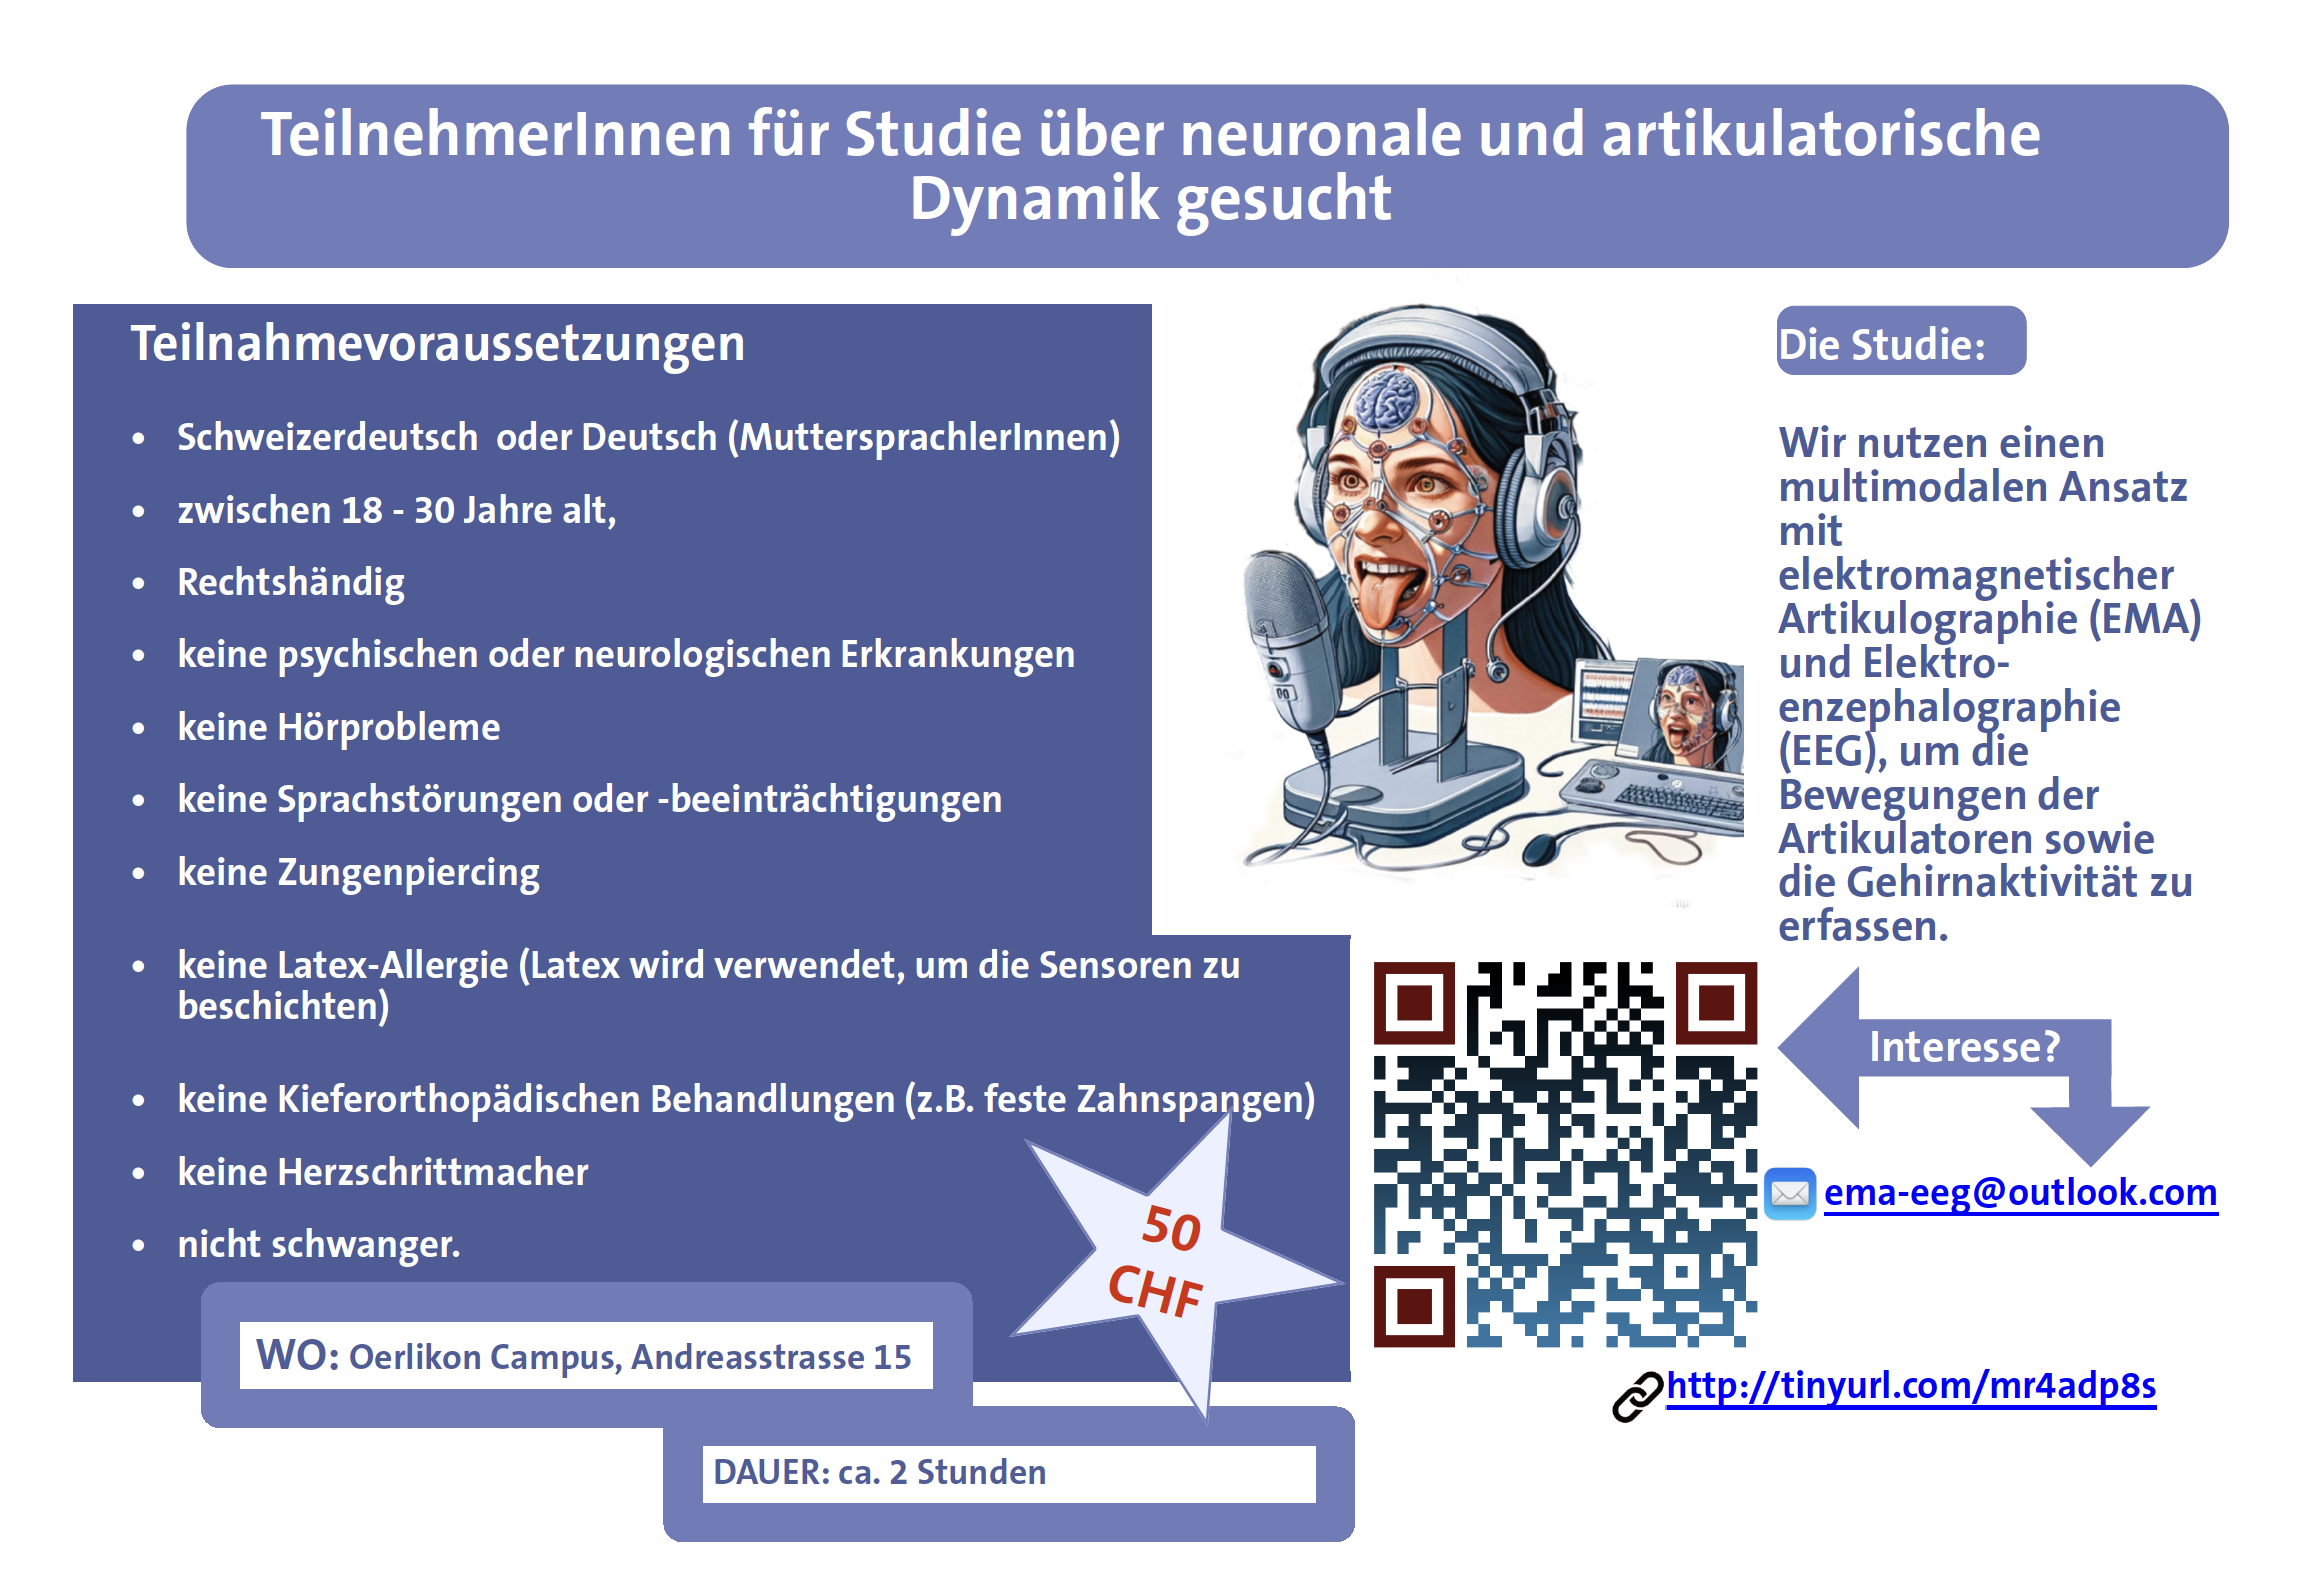 TeilnehmerInnen für Studie über neuronale und artikulatorische
Dynamik gesucht
Teilnahmevoraussetzungen
• Schweizerdeutsch oder Deutsch (MuttersprachlerInnen)
• zwischen 18 - 30 Jahre alt,
• Rechtshändig
• keine psychischen oder neurologischen Erkrankungen
• keine Hörprobleme
• keine Sprachstörungen oder -beeinträchtigungen
• keine Zungenpiercing
• keine Latex-Allergie (Latex wird verwendet, um die Sensoren zu
beschichten)
• keine Kieferorthopädischen Behandlungen (z.B. feste Zahnspangen)
• keine Herzschrittmacher
• nicht schwanger.
50
CHF
WO: Oerlikon Campus, Andreasstrasse 15
DAUER: ca. 2 Stunden
Die Studie:
Wir nutzen einen
multimodalen Ansatz
mit
elektromagnetischer
Artikulographie (EMA)
und Elektro-
enzephalographie
(EEG), um die
Bewegungen der
Artikulatoren sowie
die Gehirnaktivität zu
erfassen.
Interesse?
ema-eeg@outlook.com
http://tinyurl.com/mr4adp8s